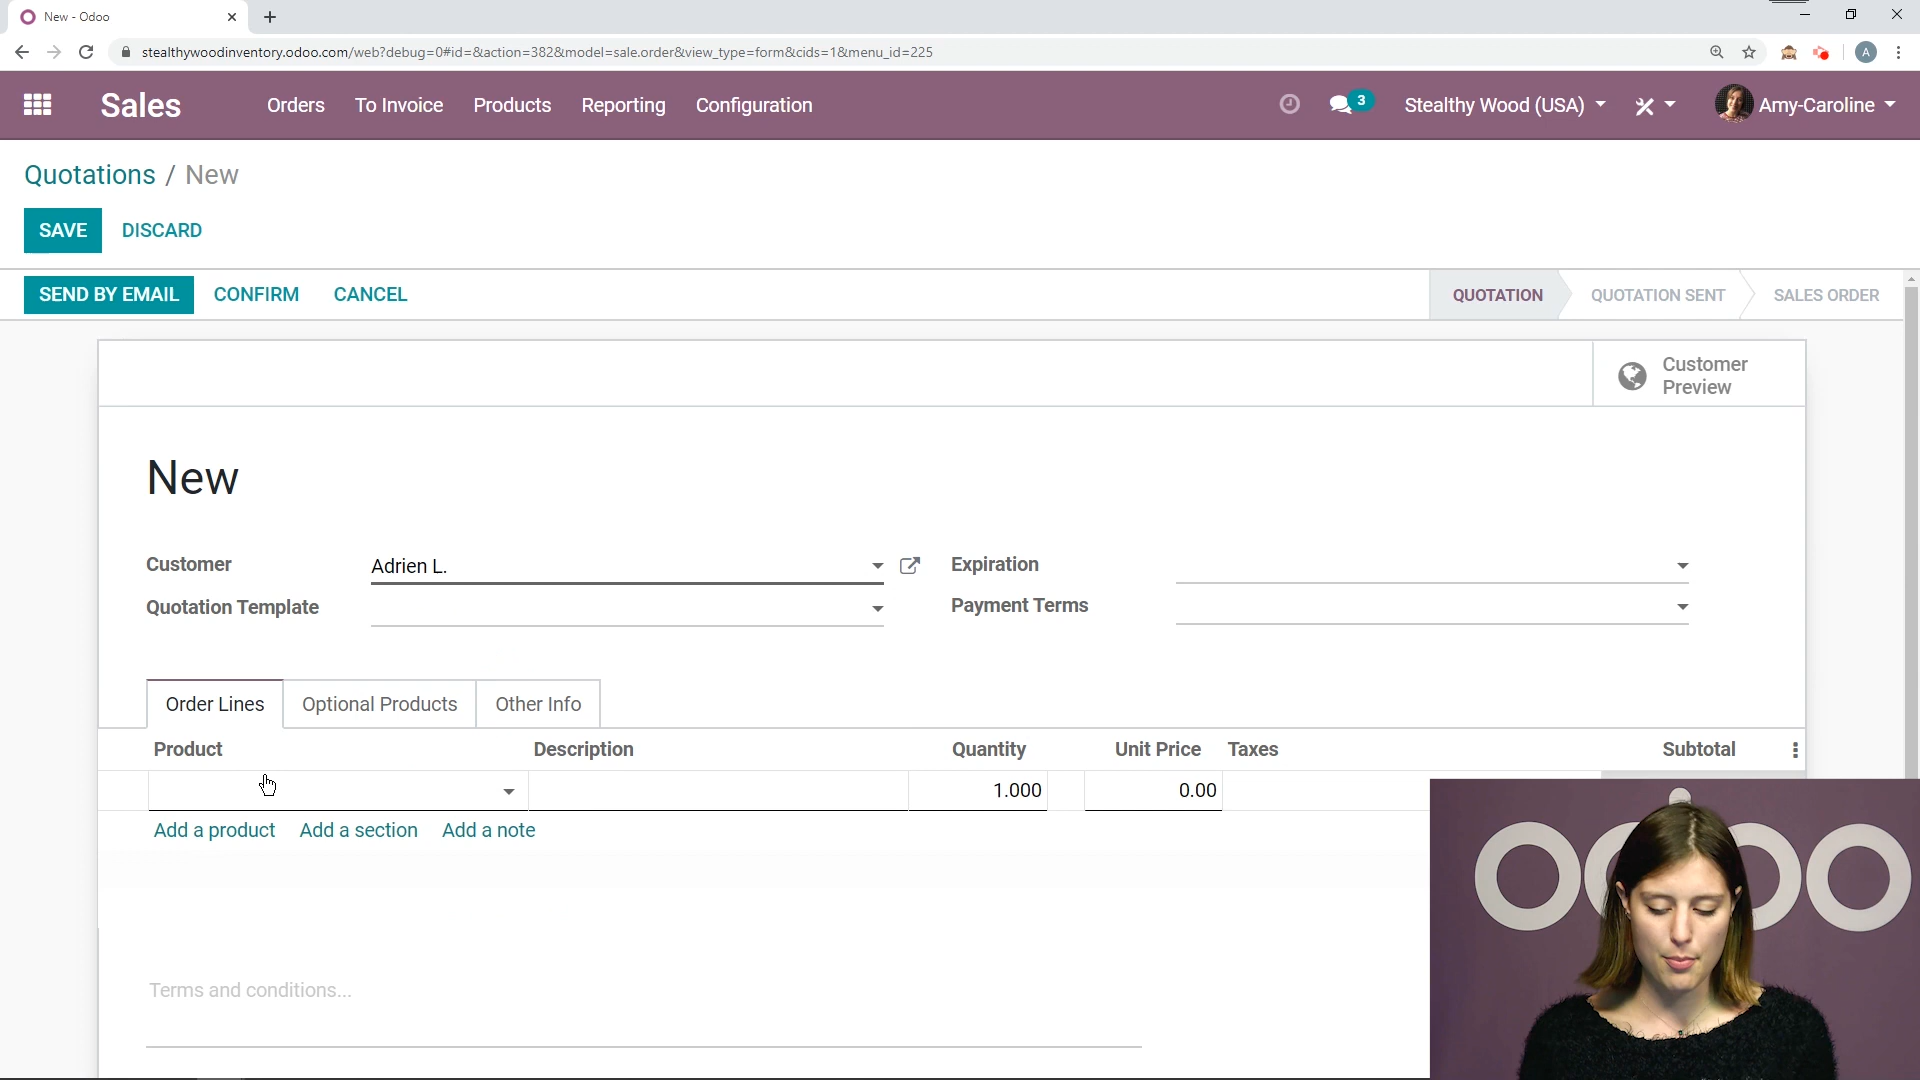 New - Odoo
stealthywoodinventory.odoo.com/web?debug=0#id=&action=382&model=sale.order&view_type=form&cids=1&menu_id=225
A
Sales
Orders
To Invoice
Products
Reporting
Configuration
3
Stealthy Wood (USA)
Amy-Caroline
Quotations / New
SAVE
DISCARD
SEND BY EMAIL
CONFIRM
CANCEL
QUOTATION
QUOTATION SENT
SALES ORDER
Customer
Preview
New
Customer
Adrien L.
Expiration
Quotation Template
Payment Terms
Order Lines
Optional Products
Other Info
Product
Description
Quantity
Unit Price
Taxes
Subtotal
1.000
0.00
Add a product
Add a section
Add a note
Terms and conditions...
odoo